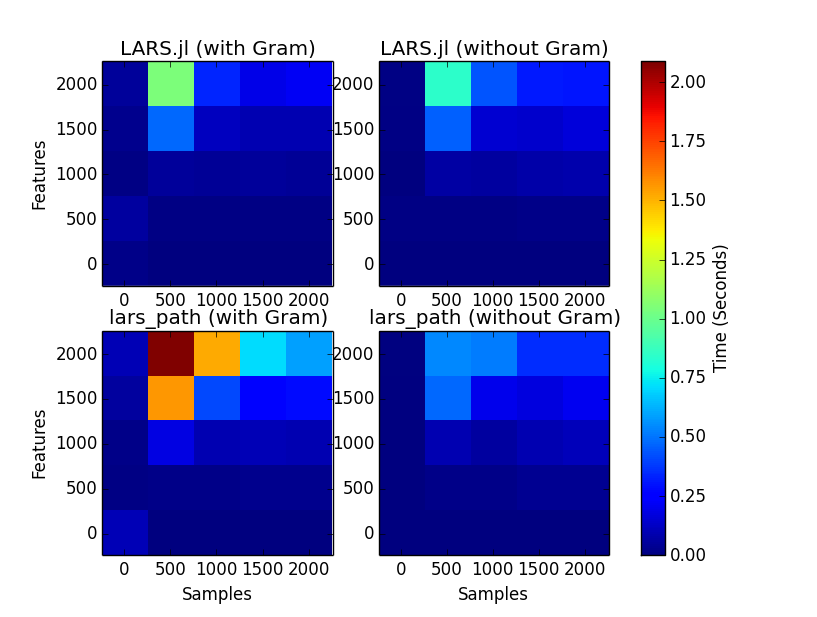 LARS.jl (with Gram)
LARS.jl (without Gram)
2000
1500
1000
500
0
Features
0 500 1000 1500 2000
2000
1500
1000
500
0
0 500 1000 1500 2000
lars_path (with Gram)
lars_path (without Gram)
2000
1500
1000
500
0
Features
0 500 1000 1500 2000
Samples
2000
1500
1000
500
0
0 500 1000 1500 2000
Samples
2.00
1.75
1.50
1.25
1.00
0.75
0.50
0.25
0.00
Time (Seconds)